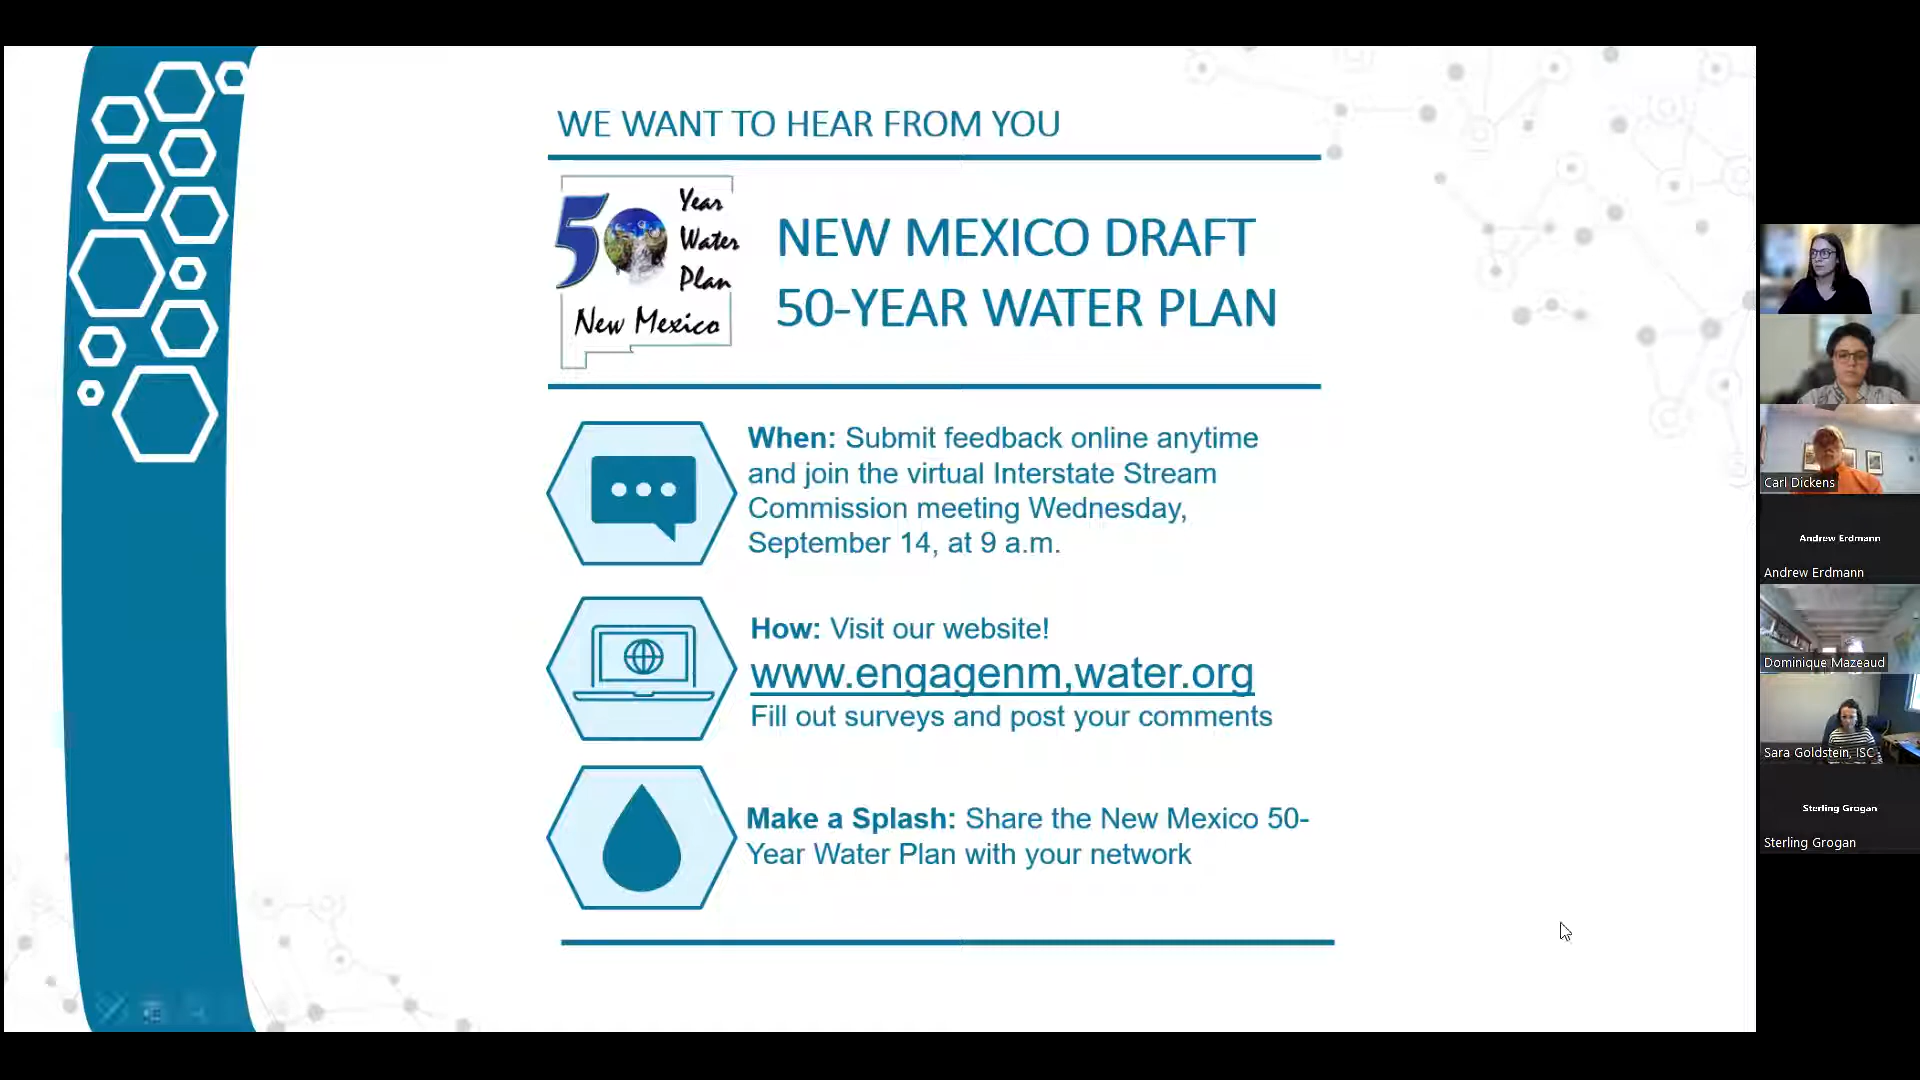 WE WANT TO HEAR FROM YOU
50 Year
Water
Plan
New Mexico
NEW MEXICO DRAFT
50-YEAR WATER PLAN
When: Submit feedback online anytime
and join the virtual Interstate Stream
Commission meeting Wednesday,
September 14, at 9 a.m.
How: Visit our website!
www.engagenm,water.org
Fill out surveys and post your comments
Make a Splash: Share the New Mexico 50-
Year Water Plan with your network
Carl Dickens
Andrew Erdmann
Andrew Erdmann
Dominique Mazeaud
Sara Goldstein, ISC
Sterling Grogan
Sterling Grogan